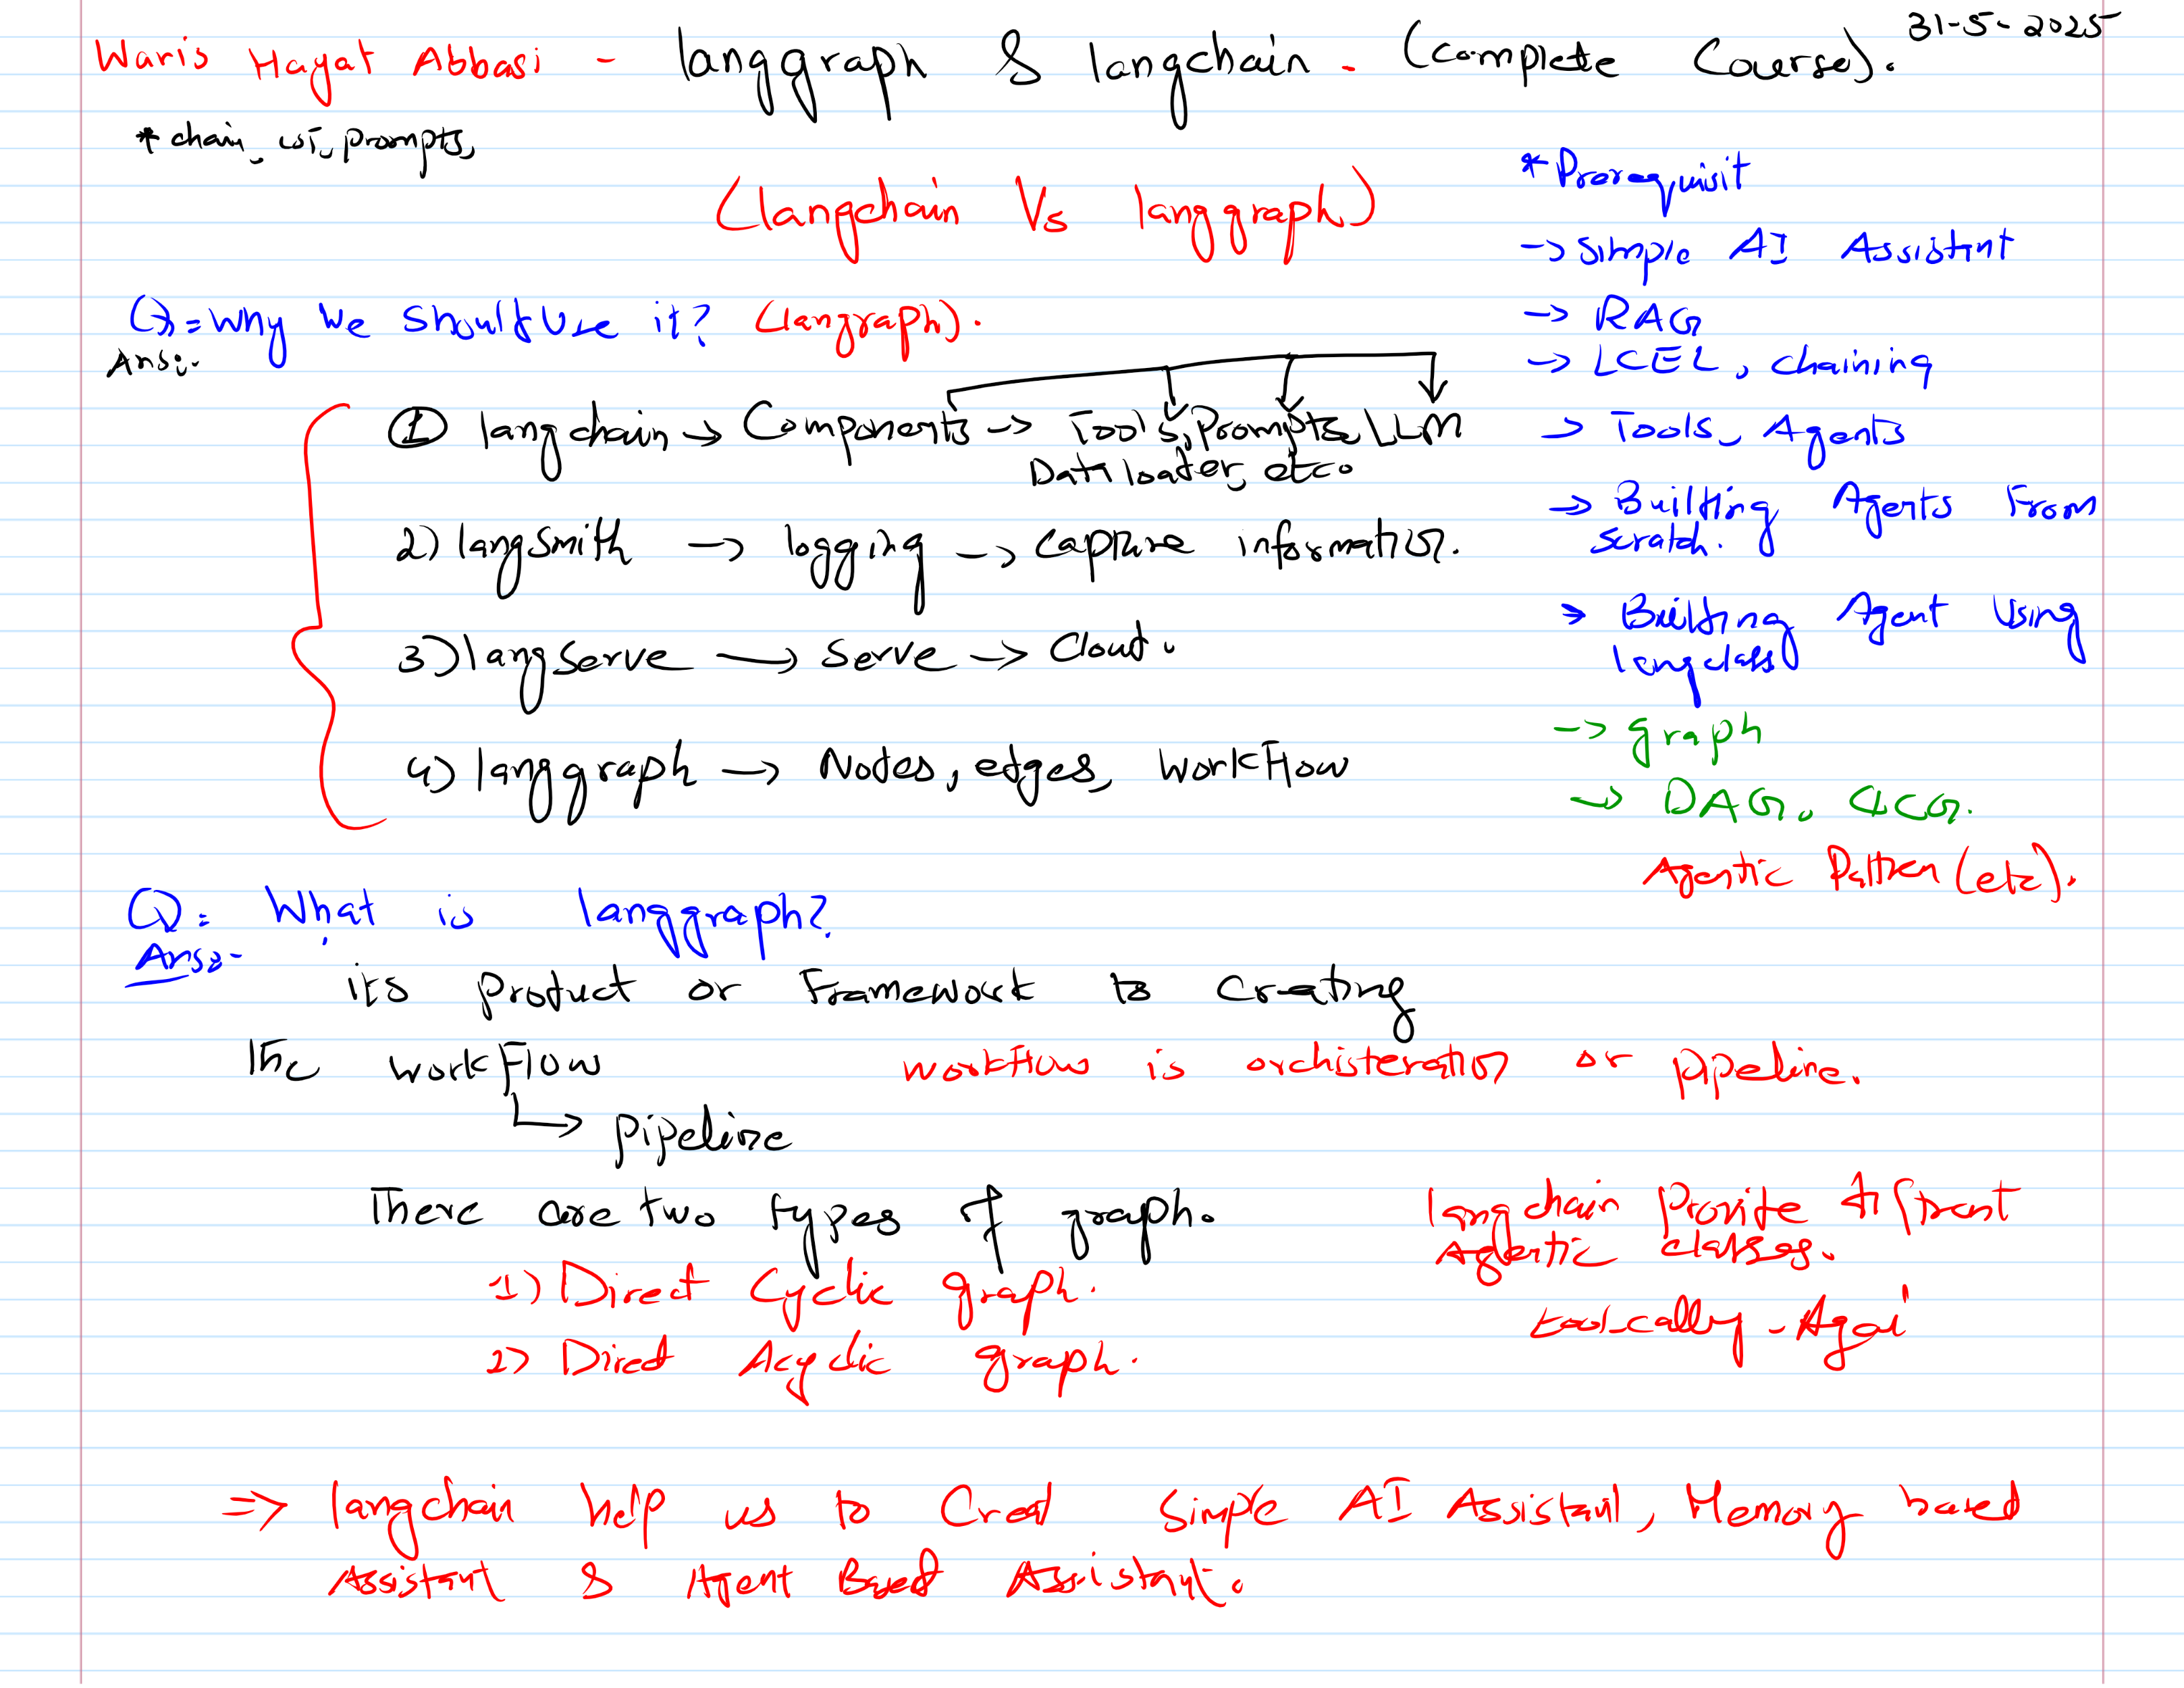 31-5-2025
Waris Hayat Abbasi - langgraph & langchain - (Complete Course).
* chain, prompts,
(langchain Vs langgraph)
* Prerequisit
→ Simple AI Assistant
Q:= Why We should Use it? (langraph).
→ RAG
Ans:-
→ LCEL, chaining
① langchain → Components → Tools, Prompts, LLM
Data loader, etc.
→ Tools, Agents
→ Building Agents From
scratch.
2) langsmith → logging → capture information.
→ Building Agent Using
langclass
3) langserve → serve → Cloud.
→ graph
4) langgraph → Nodes, edges, workFlow
→ DAG, CCG.
Agentic Pattren (etc).
Q: What is langgraph?
Ans:-
its product or Framework to Creating
the workFlow
workflow is orchisteration or pipeline.
↳ pipeline
There are two types of graph.
langchain Provide diffrent
Agentic classes.
1) Direct Cyclic graph.
2) Direct Acyclic graph.
⇒ langchain help us to Creat Simple AI Assistant, Memory based
Assistant & Agent Based Assistant.